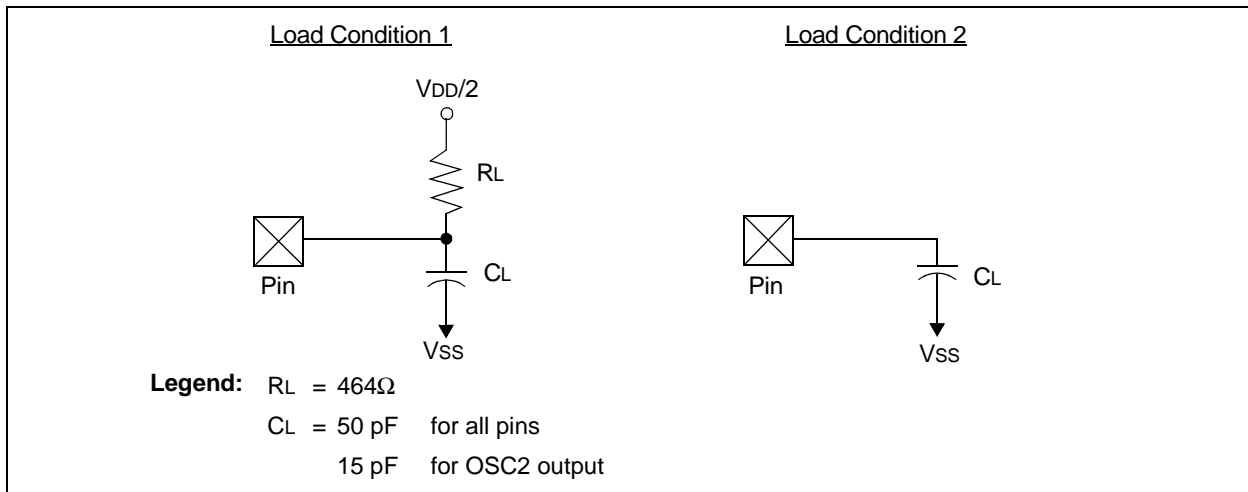 Load Condition 1
Load Condition 2
VDD/2
RL
Pin
CL
VSS
Pin
CL
VSS
Legend: RL = 464Ω
CL = 50 pF for all pins
15 pF for OSC2 output